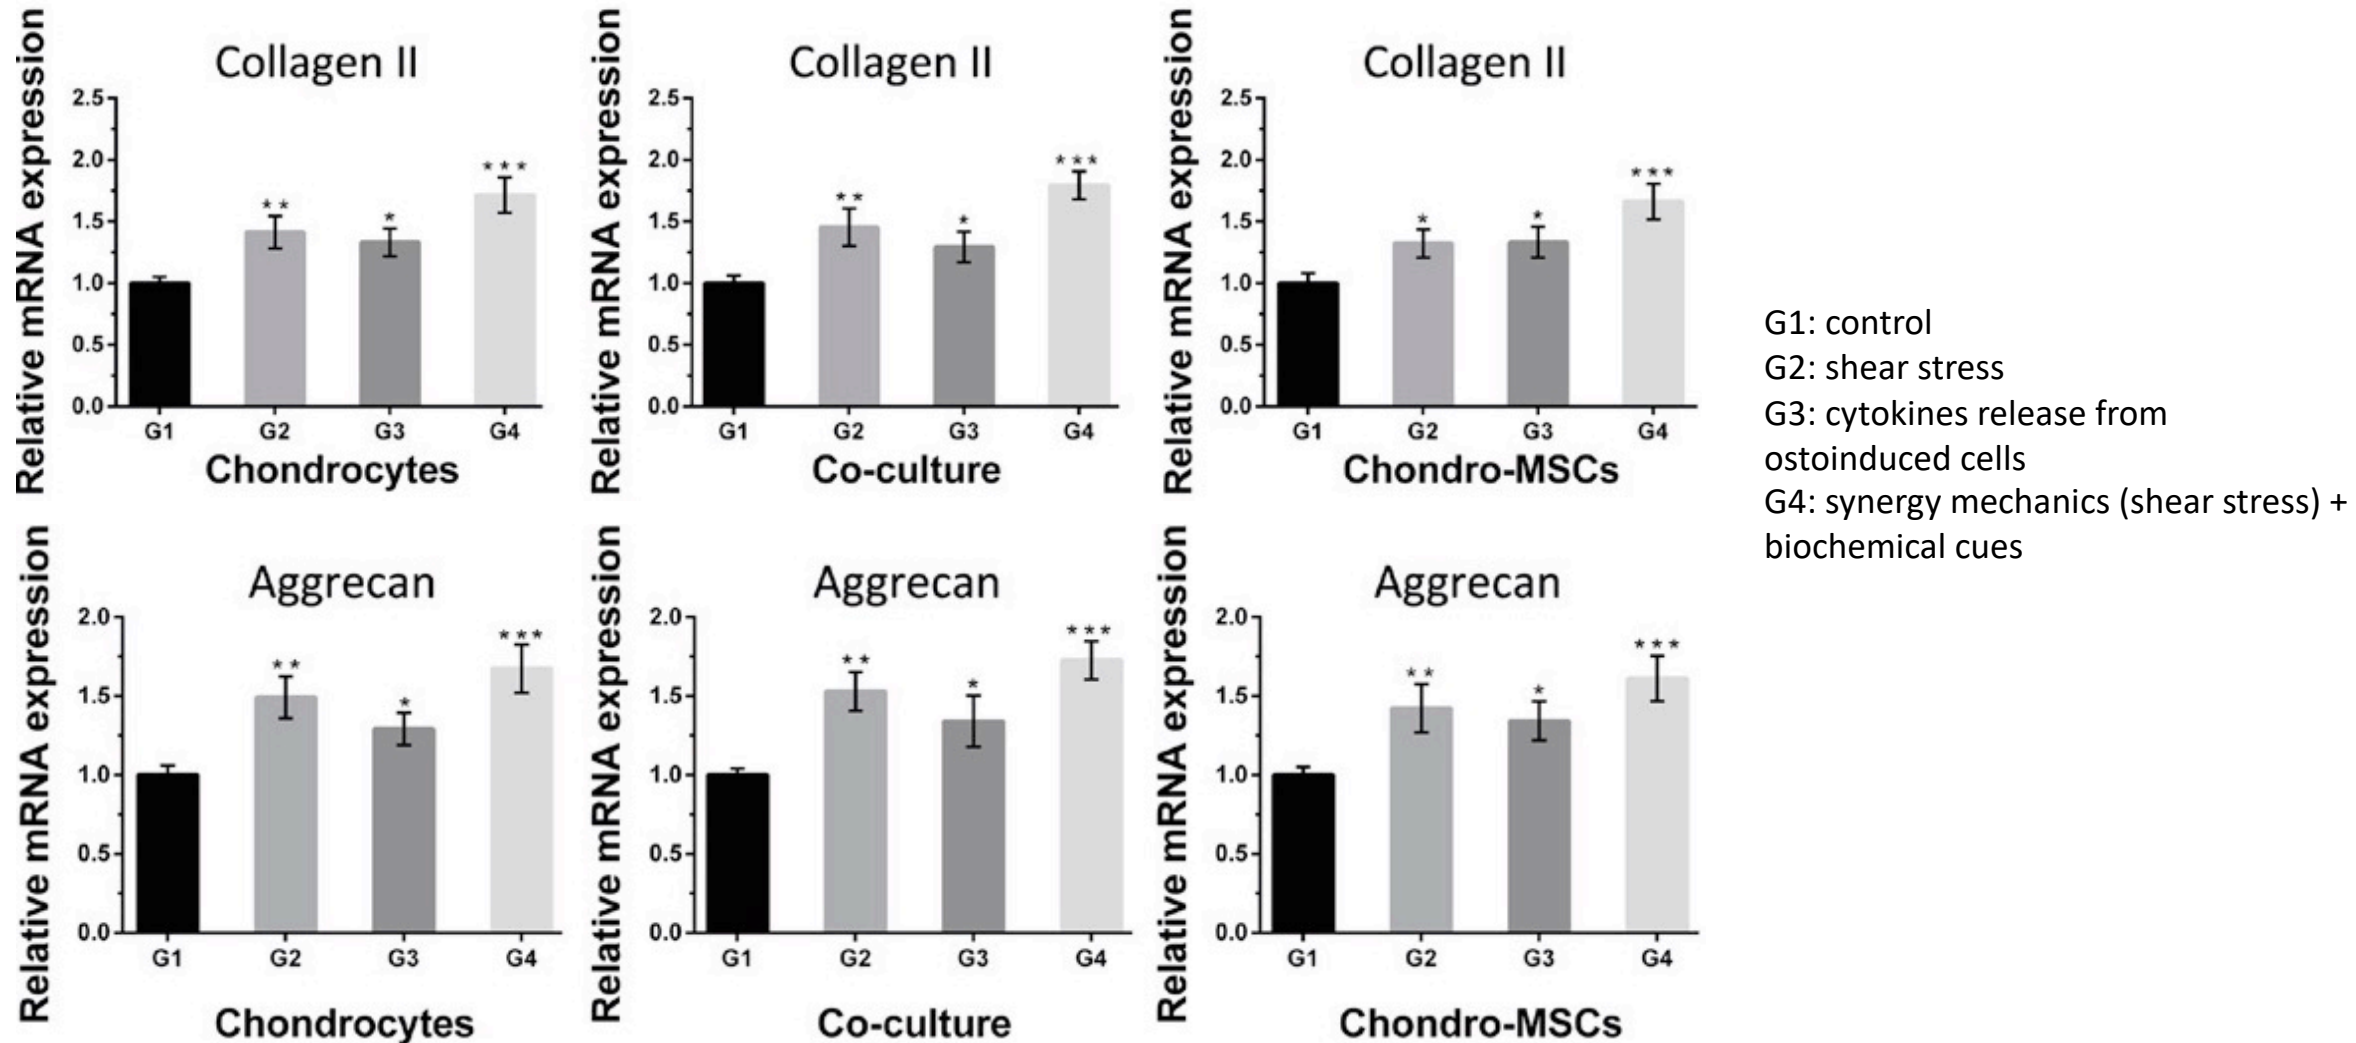 Collagen II
Relative mRNA expression
2.5
2.0
1.5
1.0
0.5
0.0
**
*
***
G1 G2 G3 G4
Chondrocytes
Collagen II
Relative mRNA expression
2.5
2.0
1.5
1.0
0.5
0.0
**
*
***
G1 G2 G3 G4
Co-culture
Collagen II
Relative mRNA expression
2.5
2.0
1.5
1.0
0.5
0.0
*
*
***
G1 G2 G3 G4
Chondro-MSCs
G1: control
G2: shear stress
G3: cytokines release from
ostoinduced cells
G4: synergy mechanics (shear stress) +
biochemical cues
Aggrecan
Relative mRNA expression
2.0
1.5
1.0
0.5
0.0
**
*
***
G1 G2 G3 G4
Chondrocytes
Aggrecan
Relative mRNA expression
2.0
1.5
1.0
0.5
0.0
**
*
***
G1 G2 G3 G4
Co-culture
Aggrecan
Relative mRNA expression
2.0
1.5
1.0
0.5
0.0
**
*
***
G1 G2 G3 G4
Chondro-MSCs